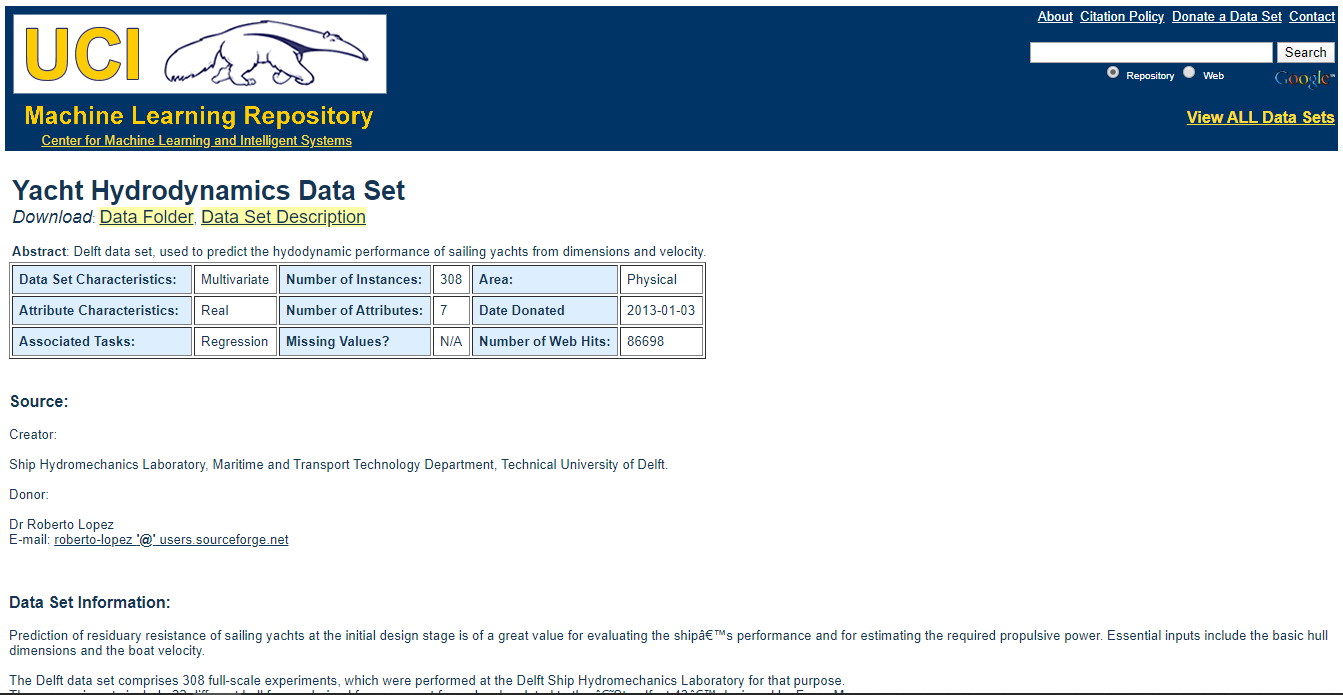 UCI
Machine Learning Repository
Center for Machine Learning and Intelligent Systems
About Citation Policy Donate a Data Set Contact
Search
Repository Web Google™
View ALL Data Sets
Yacht Hydrodynamics Data Set
Download: Data Folder, Data Set Description
Abstract: Delft data set, used to predict the hydodynamic performance of sailing yachts from dimensions and velocity.
Data Set Characteristics: Multivariate Number of Instances: 308 Area: Physical
Attribute Characteristics: Real Number of Attributes: 7 Date Donated 2013-01-03
Associated Tasks: Regression Missing Values? N/A Number of Web Hits: 86698
Source:
Creator:
Ship Hydromechanics Laboratory, Maritime and Transport Technology Department, Technical University of Delft.
Donor:
Dr Roberto Lopez
E-mail: roberto-lopez '@' users.sourceforge.net
Data Set Information:
Prediction of residuary resistance of sailing yachts at the initial design stage is of a great value for evaluating the shipâ€™s performance and for estimating the required propulsive power. Essential inputs include the basic hull
dimensions and the boat velocity.
The Delft data set comprises 308 full-scale experiments, which were performed at the Delft Ship Hydromechanics Laboratory for that purpose.